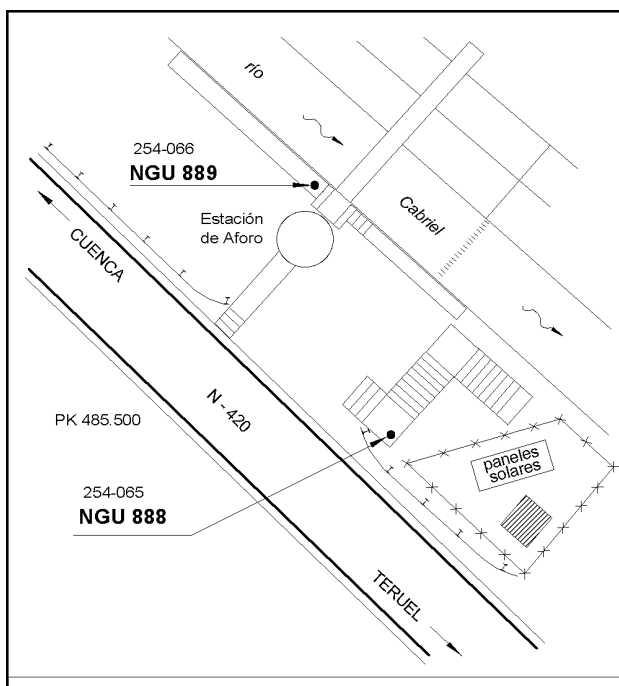 río
254-066
NGU 889
Estación
de Aforo
Cabriel
CUENCA
N - 420
PK 485.500
254-065
NGU 888
paneles
solares
TERUEL